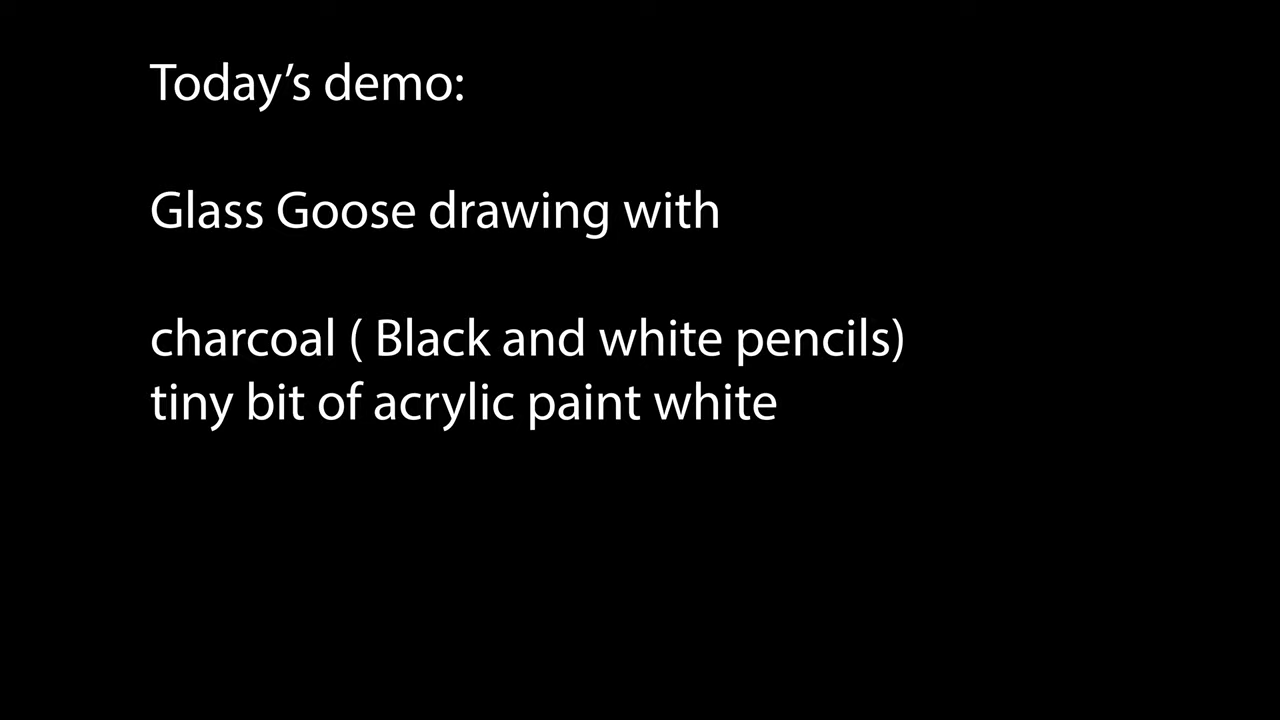 Today’s demo:
Glass Goose drawing with
charcoal ( Black and white pencils)
tiny bit of acrylic paint white